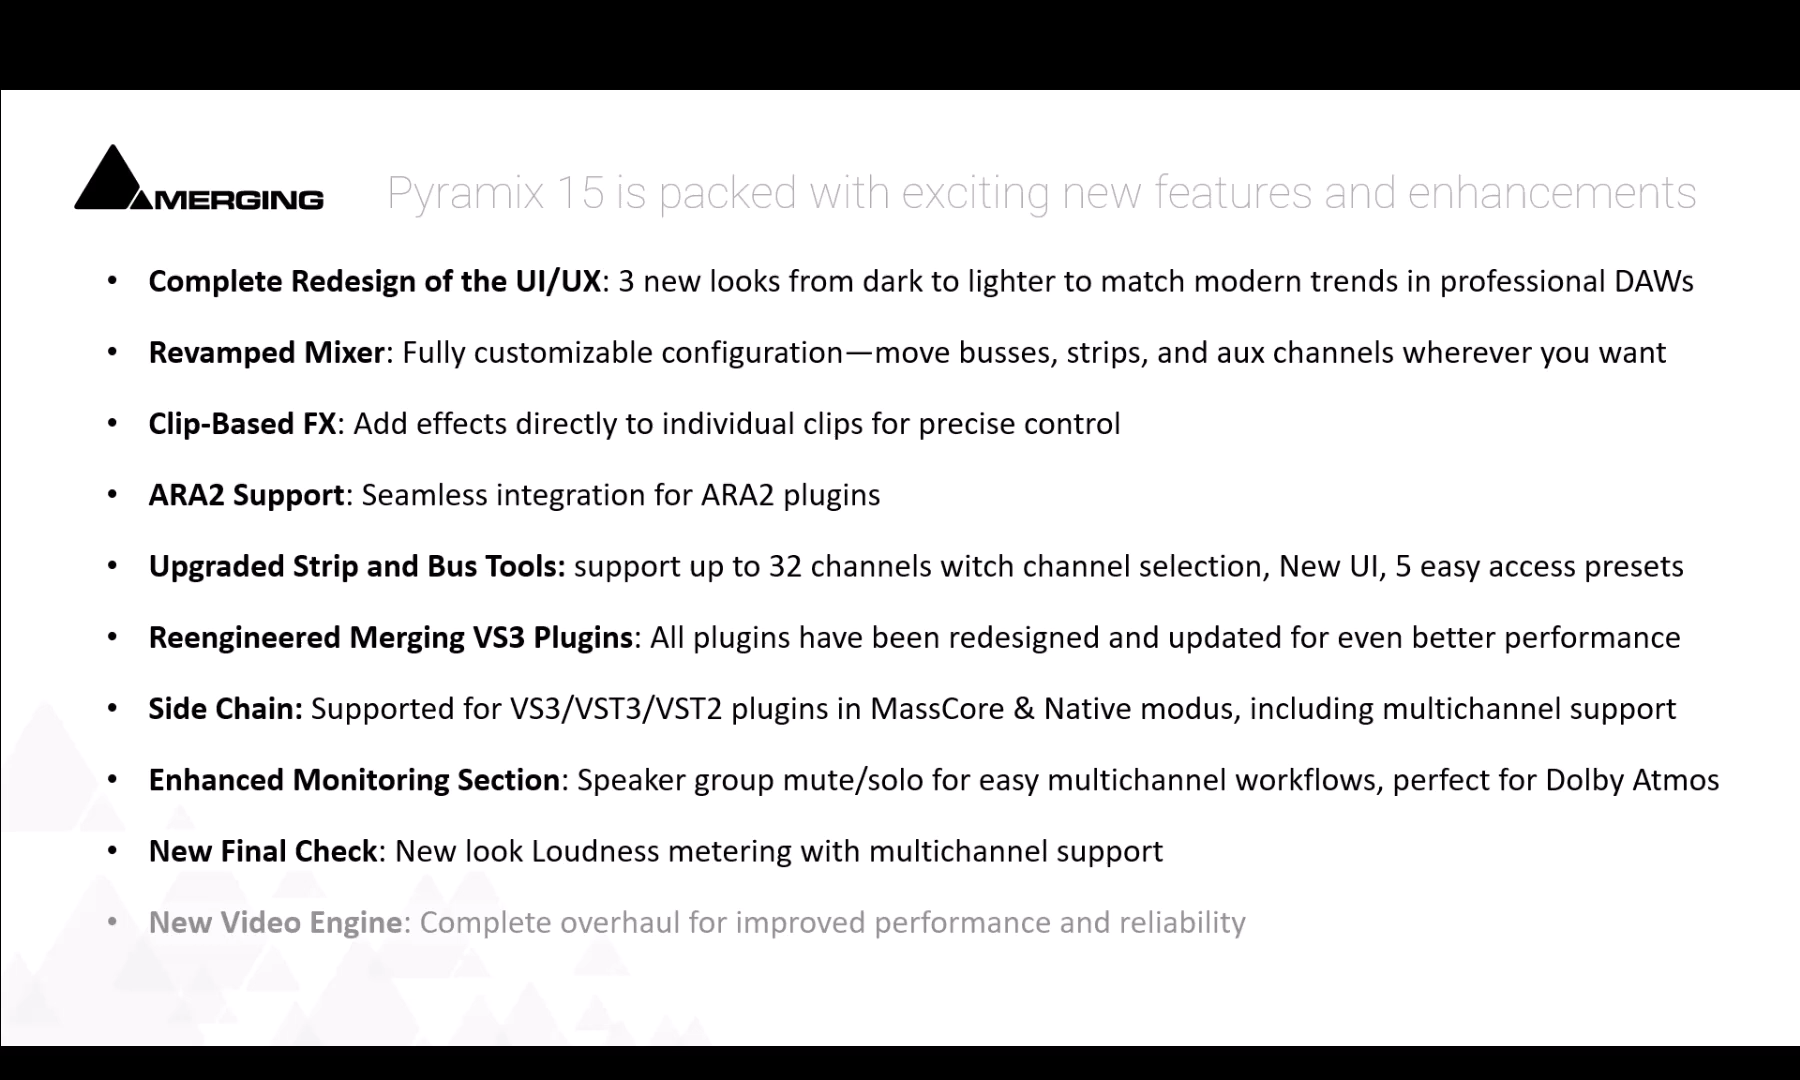 MERGING
Pyramix 15 is packed with exciting new features and enhancements
• Complete Redesign of the UI/UX: 3 new looks from dark to lighter to match modern trends in professional DAWs
• Revamped Mixer: Fully customizable configuration—move busses, strips, and aux channels wherever you want
• Clip-Based FX: Add effects directly to individual clips for precise control
• ARA2 Support: Seamless integration for ARA2 plugins
• Upgraded Strip and Bus Tools: support up to 32 channels witch channel selection, New UI, 5 easy access presets
• Reengineered Merging VS3 Plugins: All plugins have been redesigned and updated for even better performance
• Side Chain: Supported for VS3/VST3/VST2 plugins in MassCore & Native modus, including multichannel support
• Enhanced Monitoring Section: Speaker group mute/solo for easy multichannel workflows, perfect for Dolby Atmos
• New Final Check: New look Loudness metering with multichannel support
• New Video Engine: Complete overhaul for improved performance and reliability